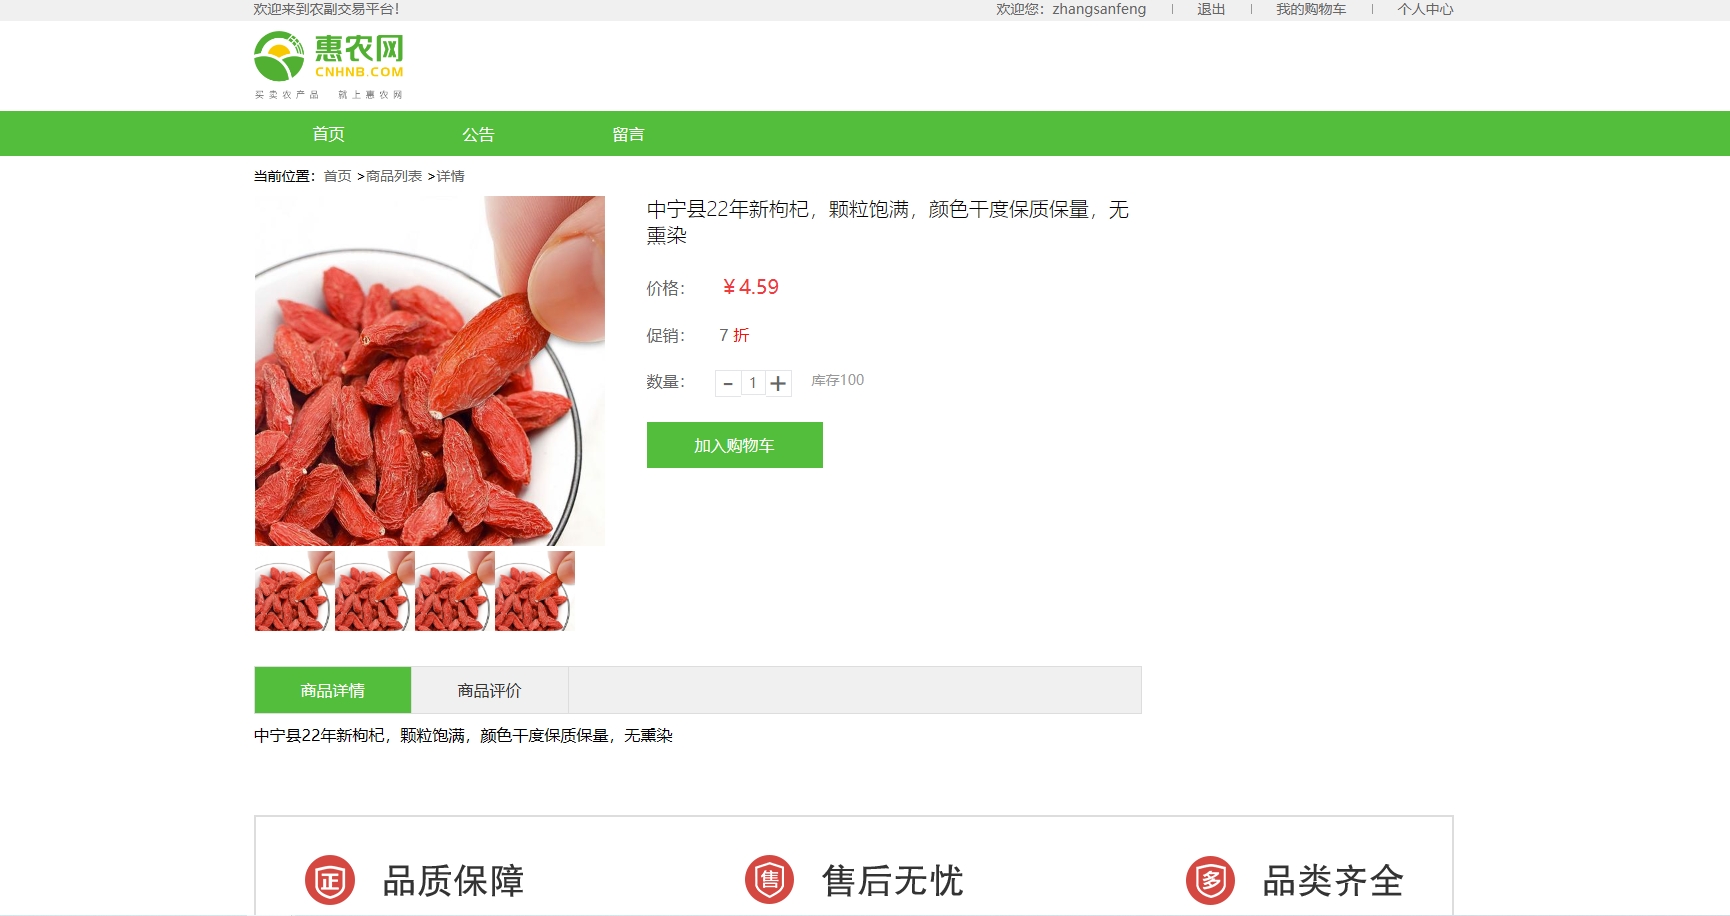 欢迎来到农副交易平台！
欢迎您：zhangsanfeng | 退出 | 我的购物车 | 个人中心
惠农网
CNHNB.COM
买卖农产品 就上惠农网
首页 公告 留言
当前位置：首页 >商品列表 >详情
中宁县22年新枸杞，颗粒饱满，颜色干度保质保量，无
熏染
价格： ¥4.59
促销： 7 折
数量： - 1 + 库存100
加入购物车
商品详情 商品评价
中宁县22年新枸杞，颗粒饱满，颜色干度保质保量，无熏染
正 品质保障 售 售后无忧 多 品类齐全